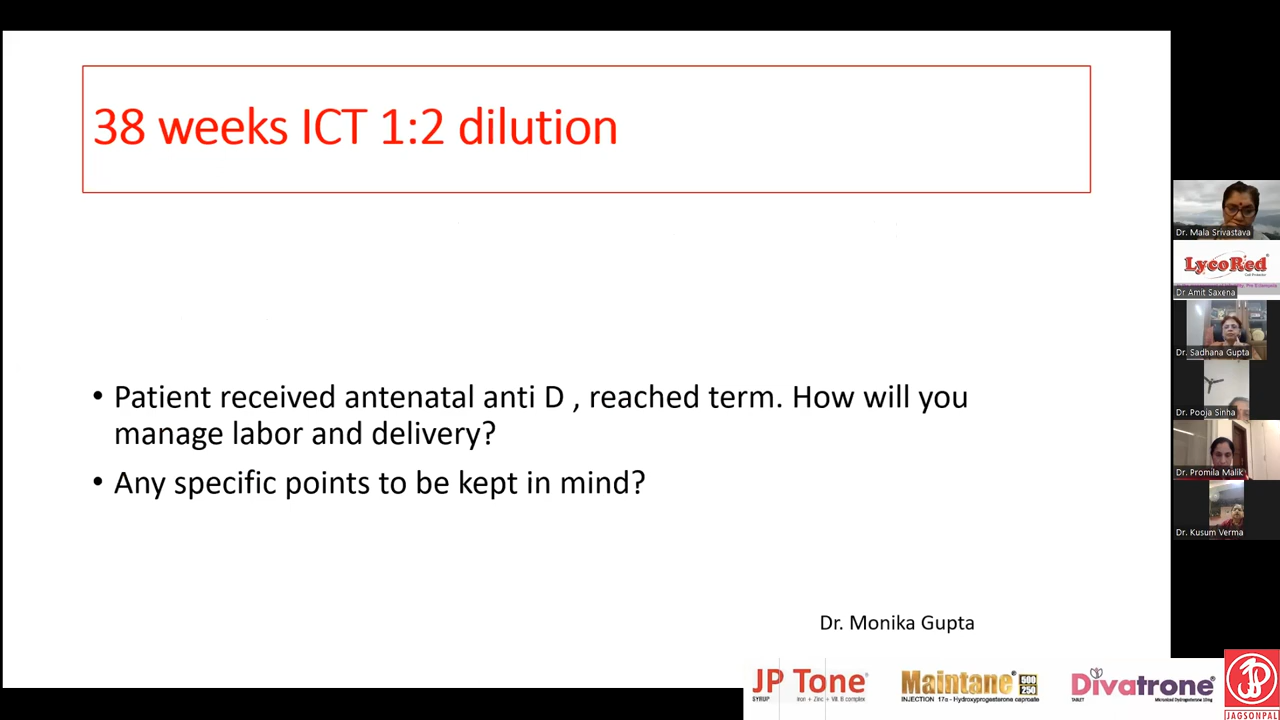 38 weeks ICT 1:2 dilution
• Patient received antenatal anti D , reached term. How will you
manage labor and delivery?
• Any specific points to be kept in mind?
Dr. Monika Gupta
Dr. Mala Srivastava
LycoRed
Dr Amit Saxena
Dr. Sadhana Gupta
Dr. Pooja Sinha
Dr. Promila Malik
Dr. Kusum Verma
JP Tone®
SYRUP Iron + Zinc + Vit B complex
Maintane® 500 250
INJECTION 17α - Hydroxyprogesterone caproate
Divatrone®
TABLET
JAGSONPAL